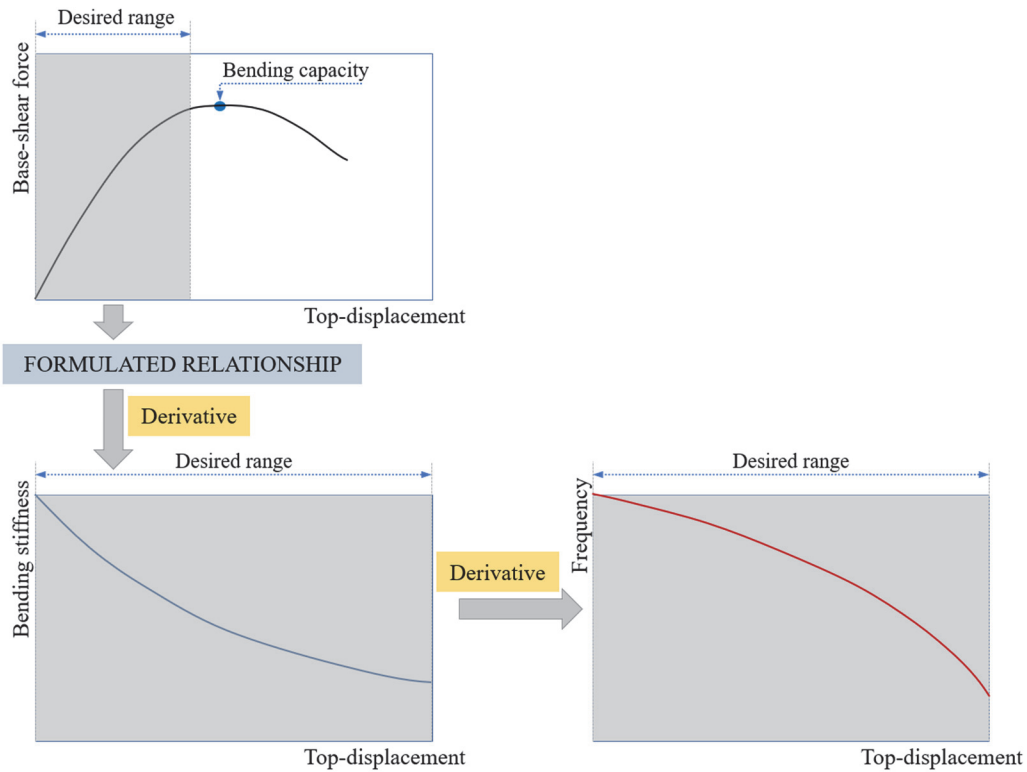 Desired range
Bending capacity
Base-shear force
Top-displacement
FORMULATED RELATIONSHIP
Derivative
Desired range
Bending stiffness
Top-displacement
Derivative
Desired range
Frequency
Top-displacement